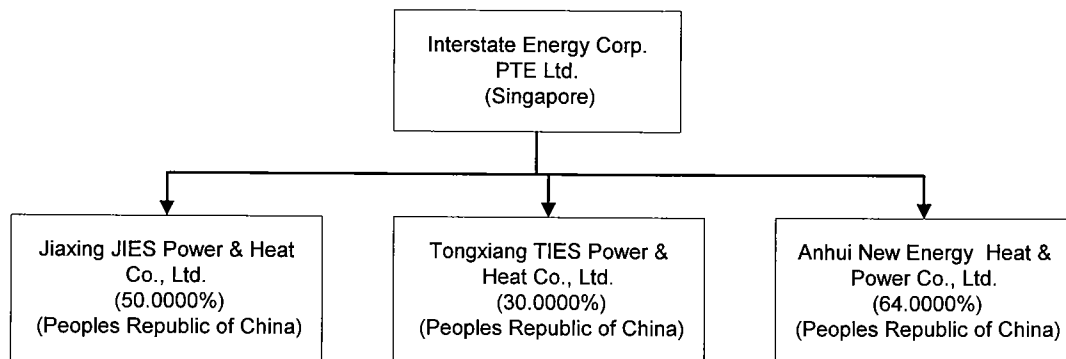 Interstate Energy Corp.
PTE Ltd.
(Singapore)
Jiaxing JIES Power & Heat
Co., Ltd.
(50.0000%)
(Peoples Republic of China)
Tongxiang TIES Power &
Heat Co., Ltd.
(30.0000%)
(Peoples Republic of China)
Anhui New Energy Heat &
Power Co., Ltd.
(64.0000%)
(Peoples Republic of China)